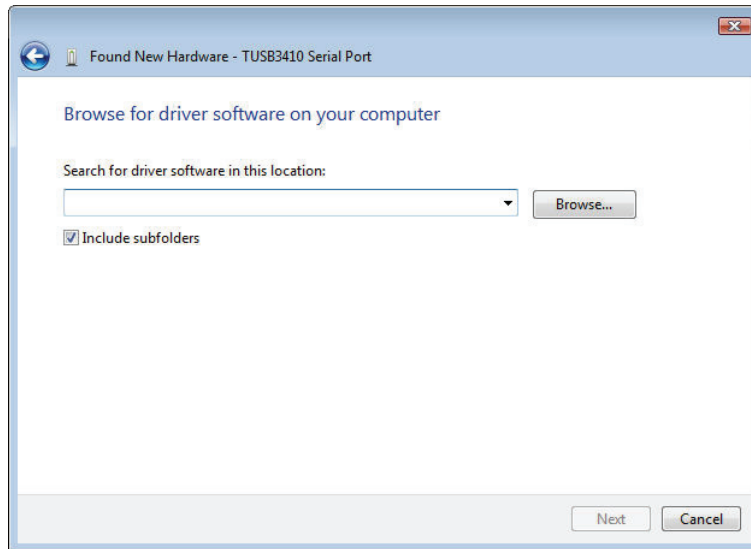 Found New Hardware - TUSB3410 Serial Port
Browse for driver software on your computer
Search for driver software in this location:
Browse...
Include subfolders
Next
Cancel